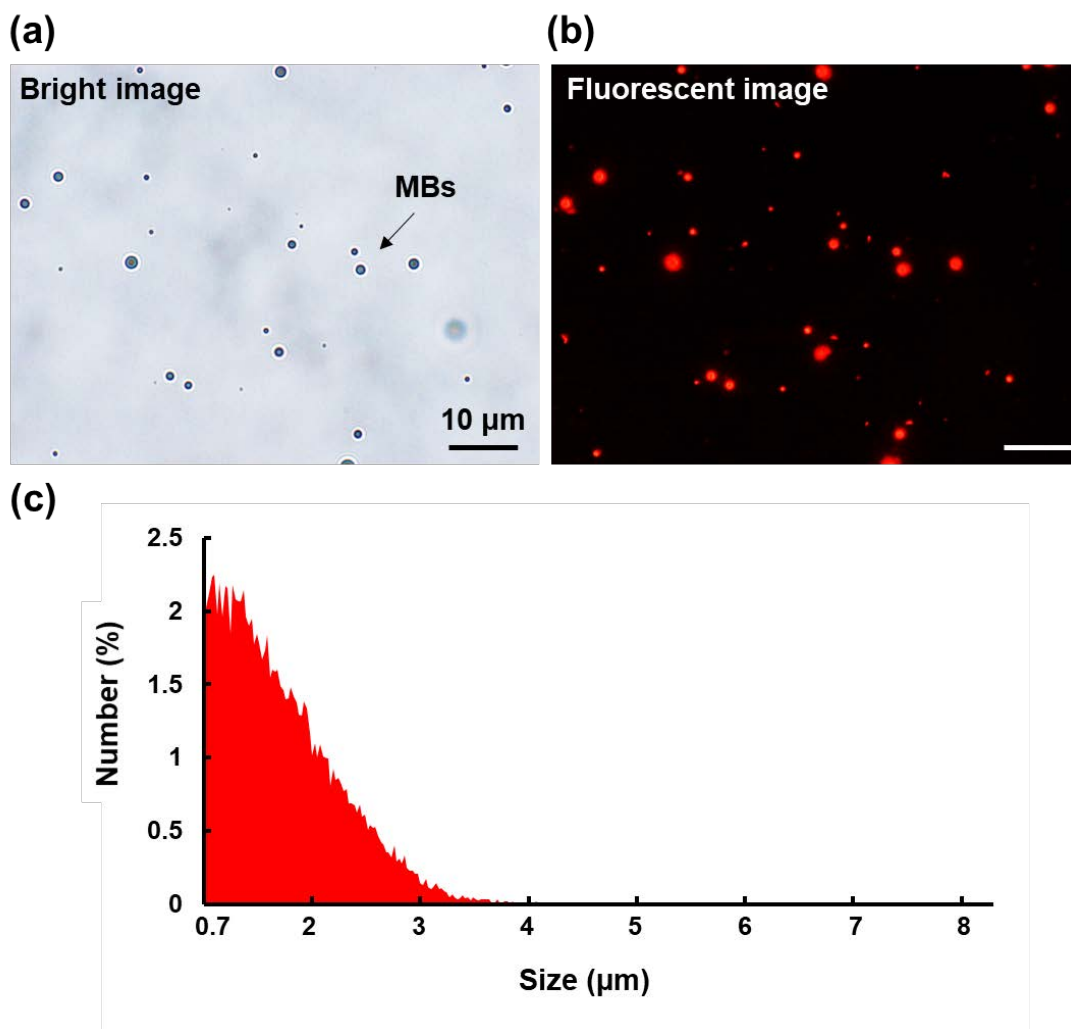 (a)
(b)
Bright image
Fluorescent image
MBs
10 µm
(c)
2.5
2
1.5
1
0.5
0
Number (%)
0.7 2 3 4 5 6 7 8
Size (µm)